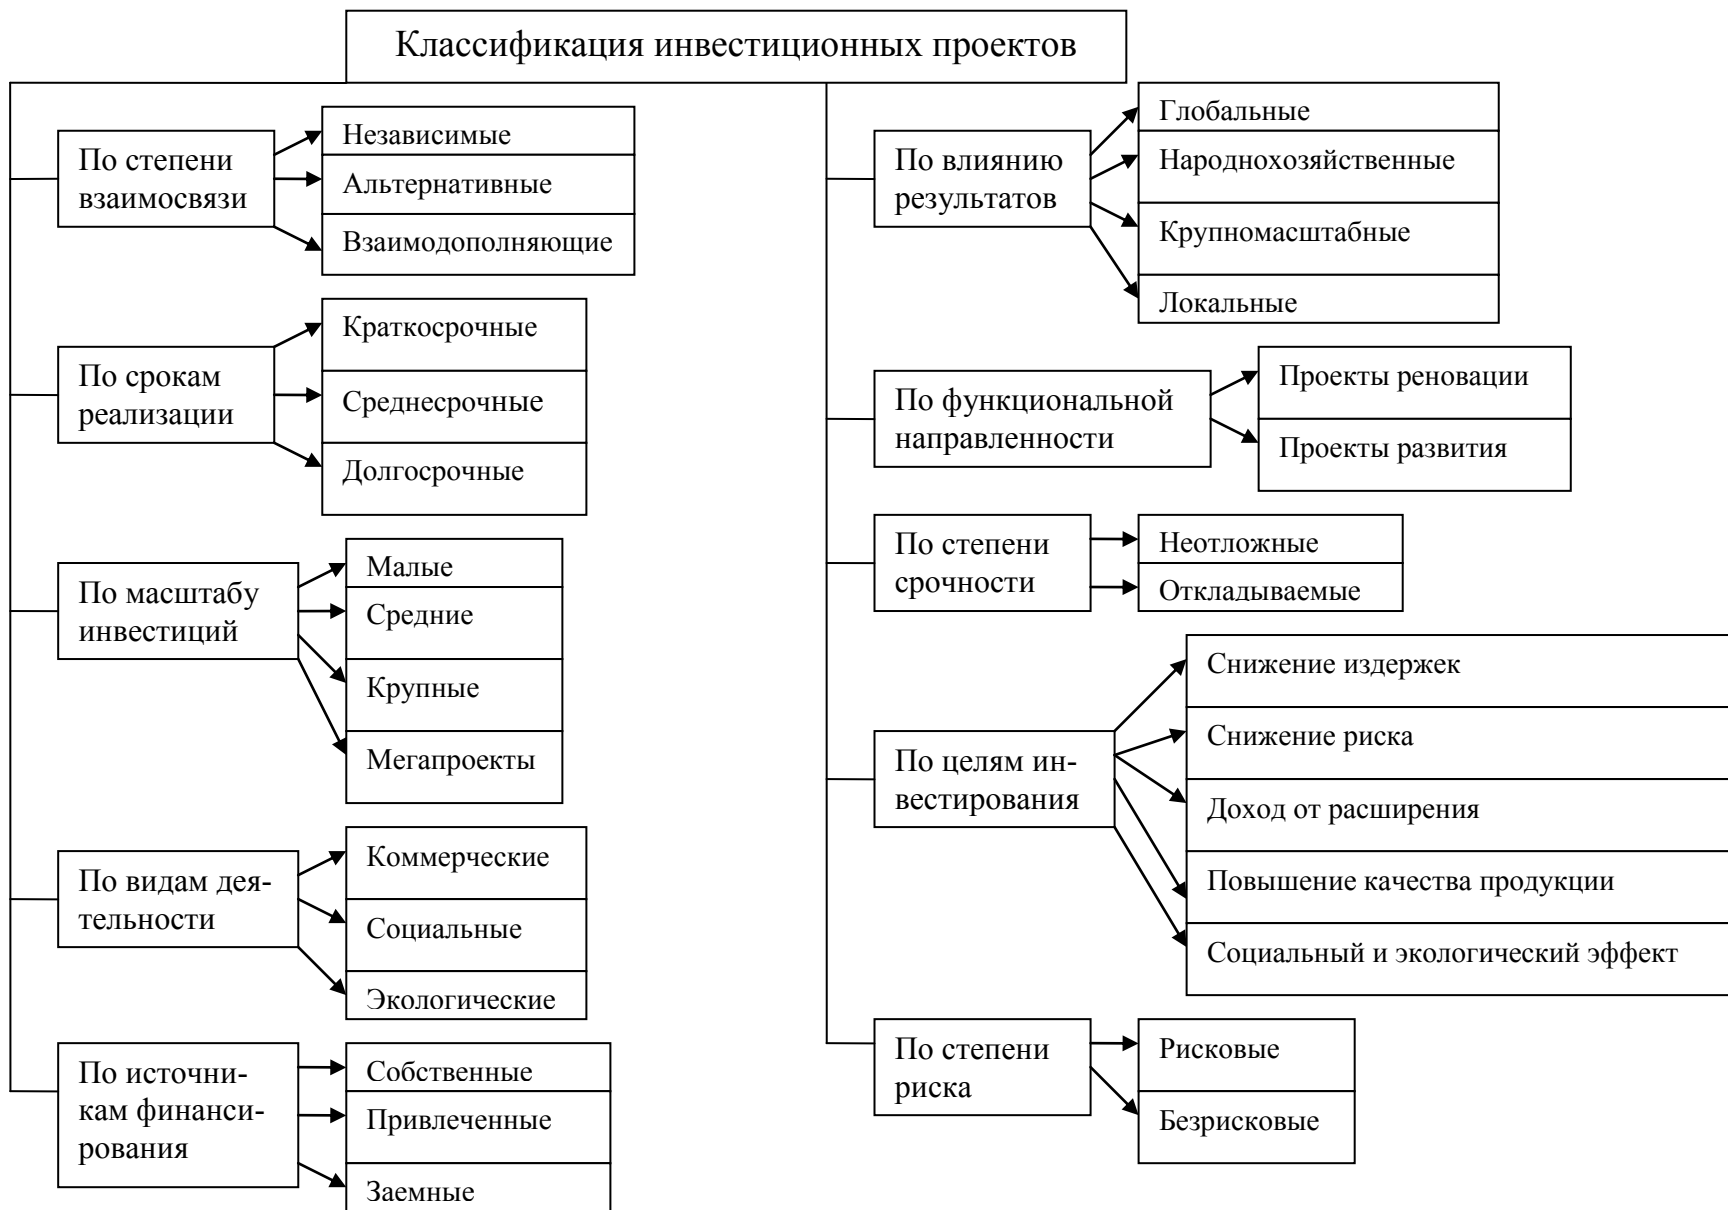 Классификация инвестиционных проектов
По степени
взаимосвязи
Независимые
Альтернативные
Взаимодополняющие
По срокам
реализации
Краткосрочные
Среднесрочные
Долгосрочные
По масштабу
инвестиций
Малые
Средние
Крупные
Мегапроекты
По видам дея-
тельности
Коммерческие
Социальные
Экологические
По источни-
кам финанси-
рования
Собственные
Привлеченные
Заемные
По влиянию
результатов
Глобальные
Народнохозяйственные
Крупномасштабные
Локальные
По функциональной
направленности
Проекты реновации
Проекты развития
По степени
срочности
Неотложные
Откладываемые
По целям ин-
вестирования
Снижение издержек
Снижение риска
Доход от расширения
Повышение качества продукции
Социальный и экологический эффект
По степени
риска
Рисковые
Безрисковые